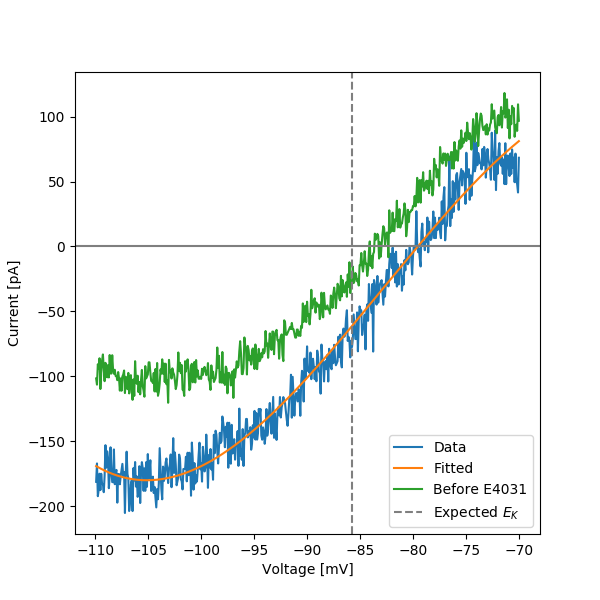 100
50
0
−50
−100
−150
−200
Current [pA]
Data
Fitted
Before E4031
Expected E_K
−110 −105 −100 −95 −90 −85 −80 −75 −70
Voltage [mV]